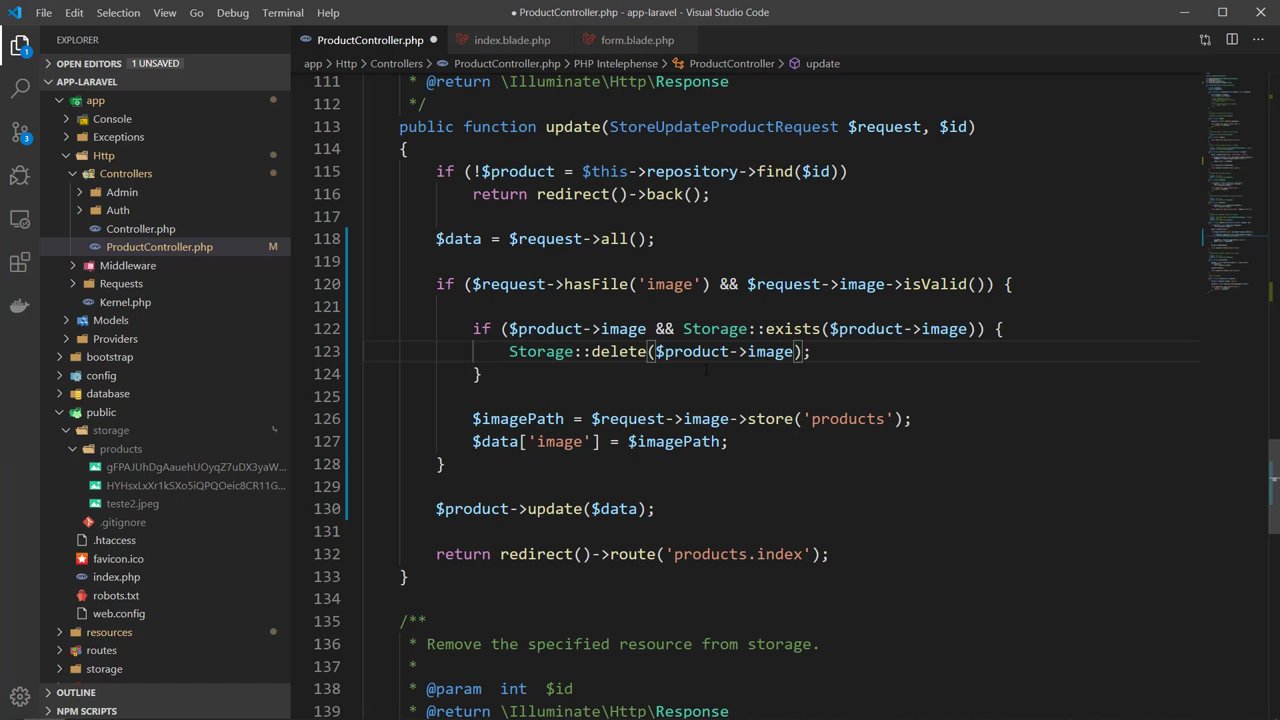 File Edit Selection View Go Debug Terminal Help
● ProductController.php - app-laravel - Visual Studio Code
EXPLORER
OPEN EDITORS 1 UNSAVED
APP-LARAVEL
app
Console
Exceptions
Http
Controllers
Admin
Auth
Controller.php
ProductController.php M
Middleware
Requests
Kernel.php
Models
Providers
bootstrap
config
database
public
storage
products
gFPAJUhDgAauehUOyqZ7uDX3yaW...
HYHsxLxXr1kSXo5iQPQOeic8CR11G...
teste2.jpeg
.gitignore
.htaccess
favicon.ico
index.php
robots.txt
web.config
resources
routes
storage
OUTLINE
NPM SCRIPTS
1
3
ProductController.php ● index.blade.php form.blade.php
app > Http > Controllers > ProductController.php > PHP Intelephense > ProductController > update
111 * @return \Illuminate\Http\Response
112 */
113 public function update(StoreUpdateProductRequest $request, $id)
114 {
115 if (!$product = $this->repository->find($id))
116 return redirect()->back();
117
118 $data = $request->all();
119
120 if ($request->hasFile('image') && $request->image->isValid()) {
121
122 if ($product->image && Storage::exists($product->image)) {
123 Storage::delete($product->image);
124 }
125
126 $imagePath = $request->image->store('products');
127 $data['image'] = $imagePath;
128 }
129
130 $product->update($data);
131
132 return redirect()->route('products.index');
133 }
134
135 /**
136 * Remove the specified resource from storage.
137 *
138 * @param int $id
139 * @return \Illuminate\Http\Response